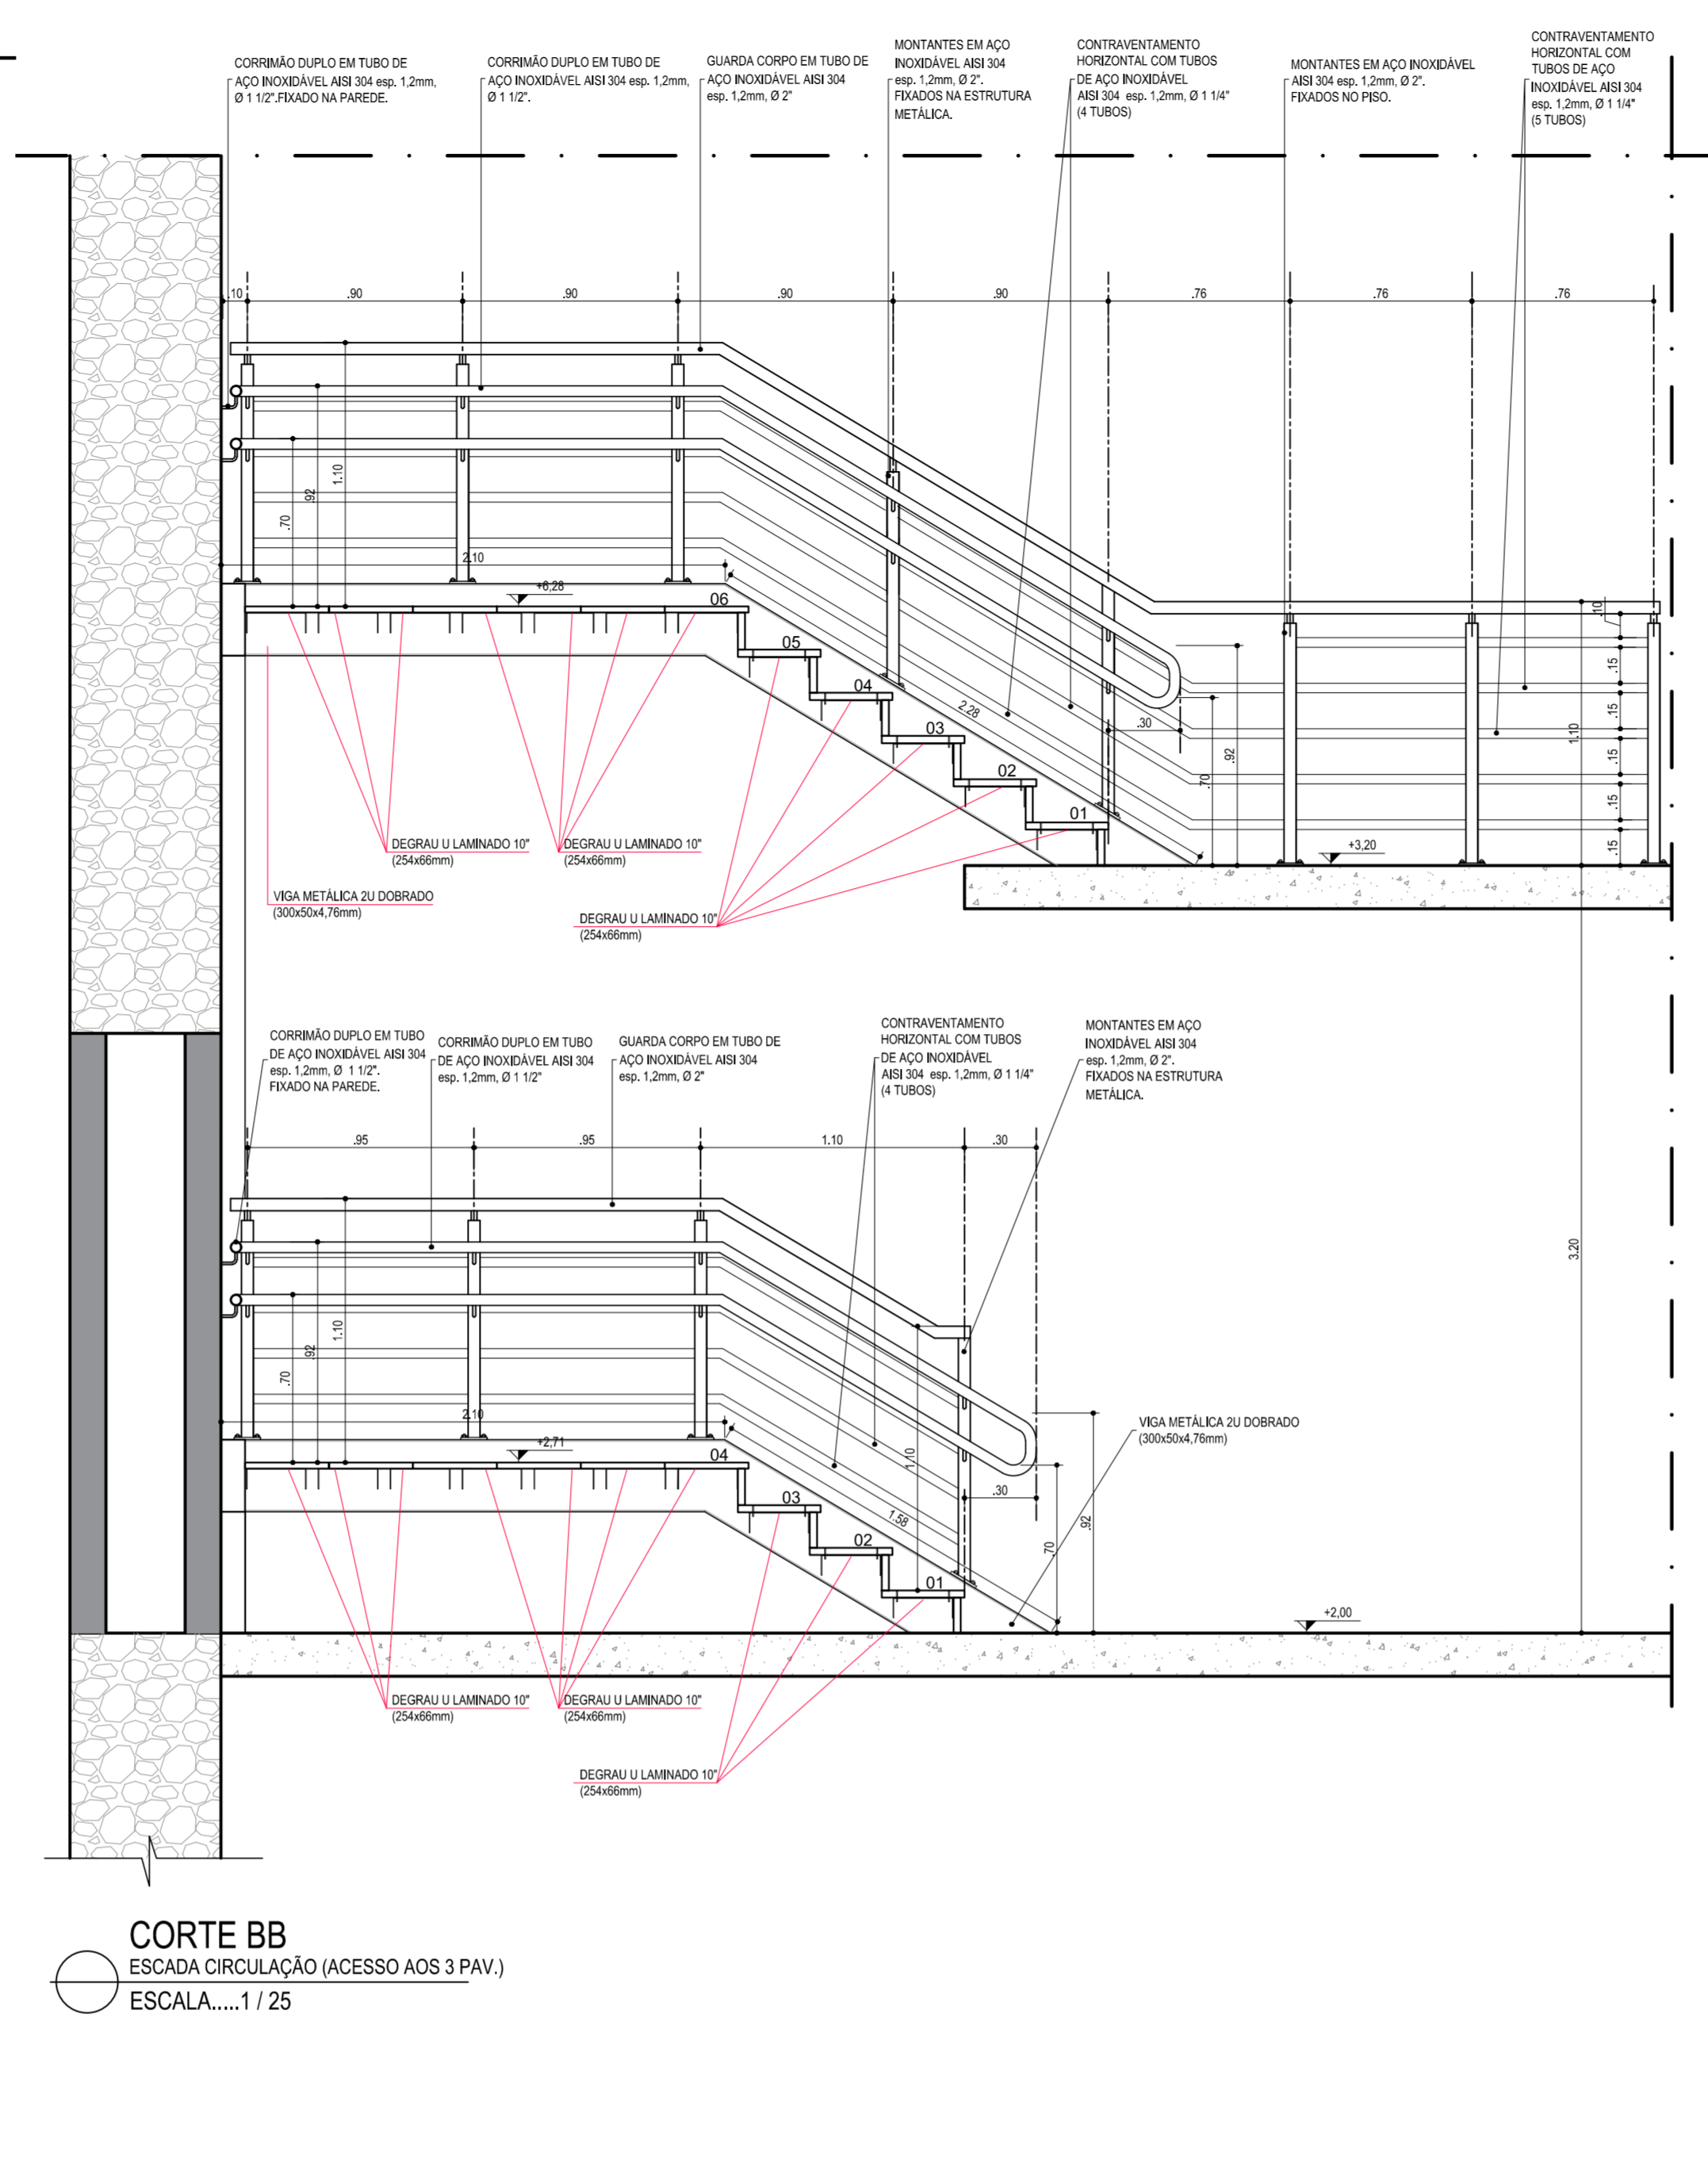 CORRIMÃO DUPLO EM TUBO DE
AÇO INOXIDÁVEL AISI 304 esp. 1,2mm,
Ø 1 1/2".FIXADO NA PAREDE.
CORRIMÃO DUPLO EM TUBO DE
AÇO INOXIDÁVEL AISI 304 esp. 1,2mm,
Ø 1 1/2".
GUARDA CORPO EM TUBO DE
AÇO INOXIDÁVEL AISI 304
esp. 1,2mm, Ø 2"
MONTANTES EM AÇO
INOXIDÁVEL AISI 304
esp. 1,2mm, Ø 2".
FIXADOS NA ESTRUTURA
METÁLICA.
CONTRAVENTAMENTO
HORIZONTAL COM TUBOS
DE AÇO INOXIDÁVEL
AISI 304 esp. 1,2mm, Ø 1 1/4"
(4 TUBOS)
MONTANTES EM AÇO INOXIDÁVEL
AISI 304 esp. 1,2mm, Ø 2".
FIXADOS NO PISO.
CONTRAVENTAMENTO
HORIZONTAL COM
TUBOS DE AÇO
INOXIDÁVEL AISI 304
esp. 1,2mm, Ø 1 1/4"
(5 TUBOS)
.10
.90
.90
.90
.90
.76
.76
.76
1.10
.92
.70
2.10
+6,28
06
05
04
03
02
01
2.28
.30
.70
.92
.10
.15
.15
.15
.15
.15
1.10
+3,20
DEGRAU U LAMINADO 10"
(254x66mm)
DEGRAU U LAMINADO 10"
(254x66mm)
VIGA METÁLICA 2U DOBRADO
(300x50x4,76mm)
DEGRAU U LAMINADO 10"
(254x66mm)
CORRIMÃO DUPLO EM TUBO
DE AÇO INOXIDÁVEL AISI 304
esp. 1,2mm, Ø 1 1/2".
FIXADO NA PAREDE.
CORRIMÃO DUPLO EM TUBO
DE AÇO INOXIDÁVEL AISI 304
esp. 1,2mm, Ø 1 1/2"
GUARDA CORPO EM TUBO DE
AÇO INOXIDÁVEL AISI 304
esp. 1,2mm, Ø 2"
CONTRAVENTAMENTO
HORIZONTAL COM TUBOS
DE AÇO INOXIDÁVEL
AISI 304 esp. 1,2mm, Ø 1 1/4"
(4 TUBOS)
MONTANTES EM AÇO
INOXIDÁVEL AISI 304
esp. 1,2mm, Ø 2".
FIXADOS NA ESTRUTURA
METÁLICA.
.95
.95
1.10
.30
3.20
1.10
.92
.70
2.10
+2,71
04
03
02
01
1.58
1.10
.30
.70
.92
VIGA METÁLICA 2U DOBRADO
(300x50x4,76mm)
+2,00
DEGRAU U LAMINADO 10"
(254x66mm)
DEGRAU U LAMINADO 10"
(254x66mm)
DEGRAU U LAMINADO 10"
(254x66mm)
CORTE BB
ESCADA CIRCULAÇÃO (ACESSO AOS 3 PAV.)
ESCALA.....1 / 25